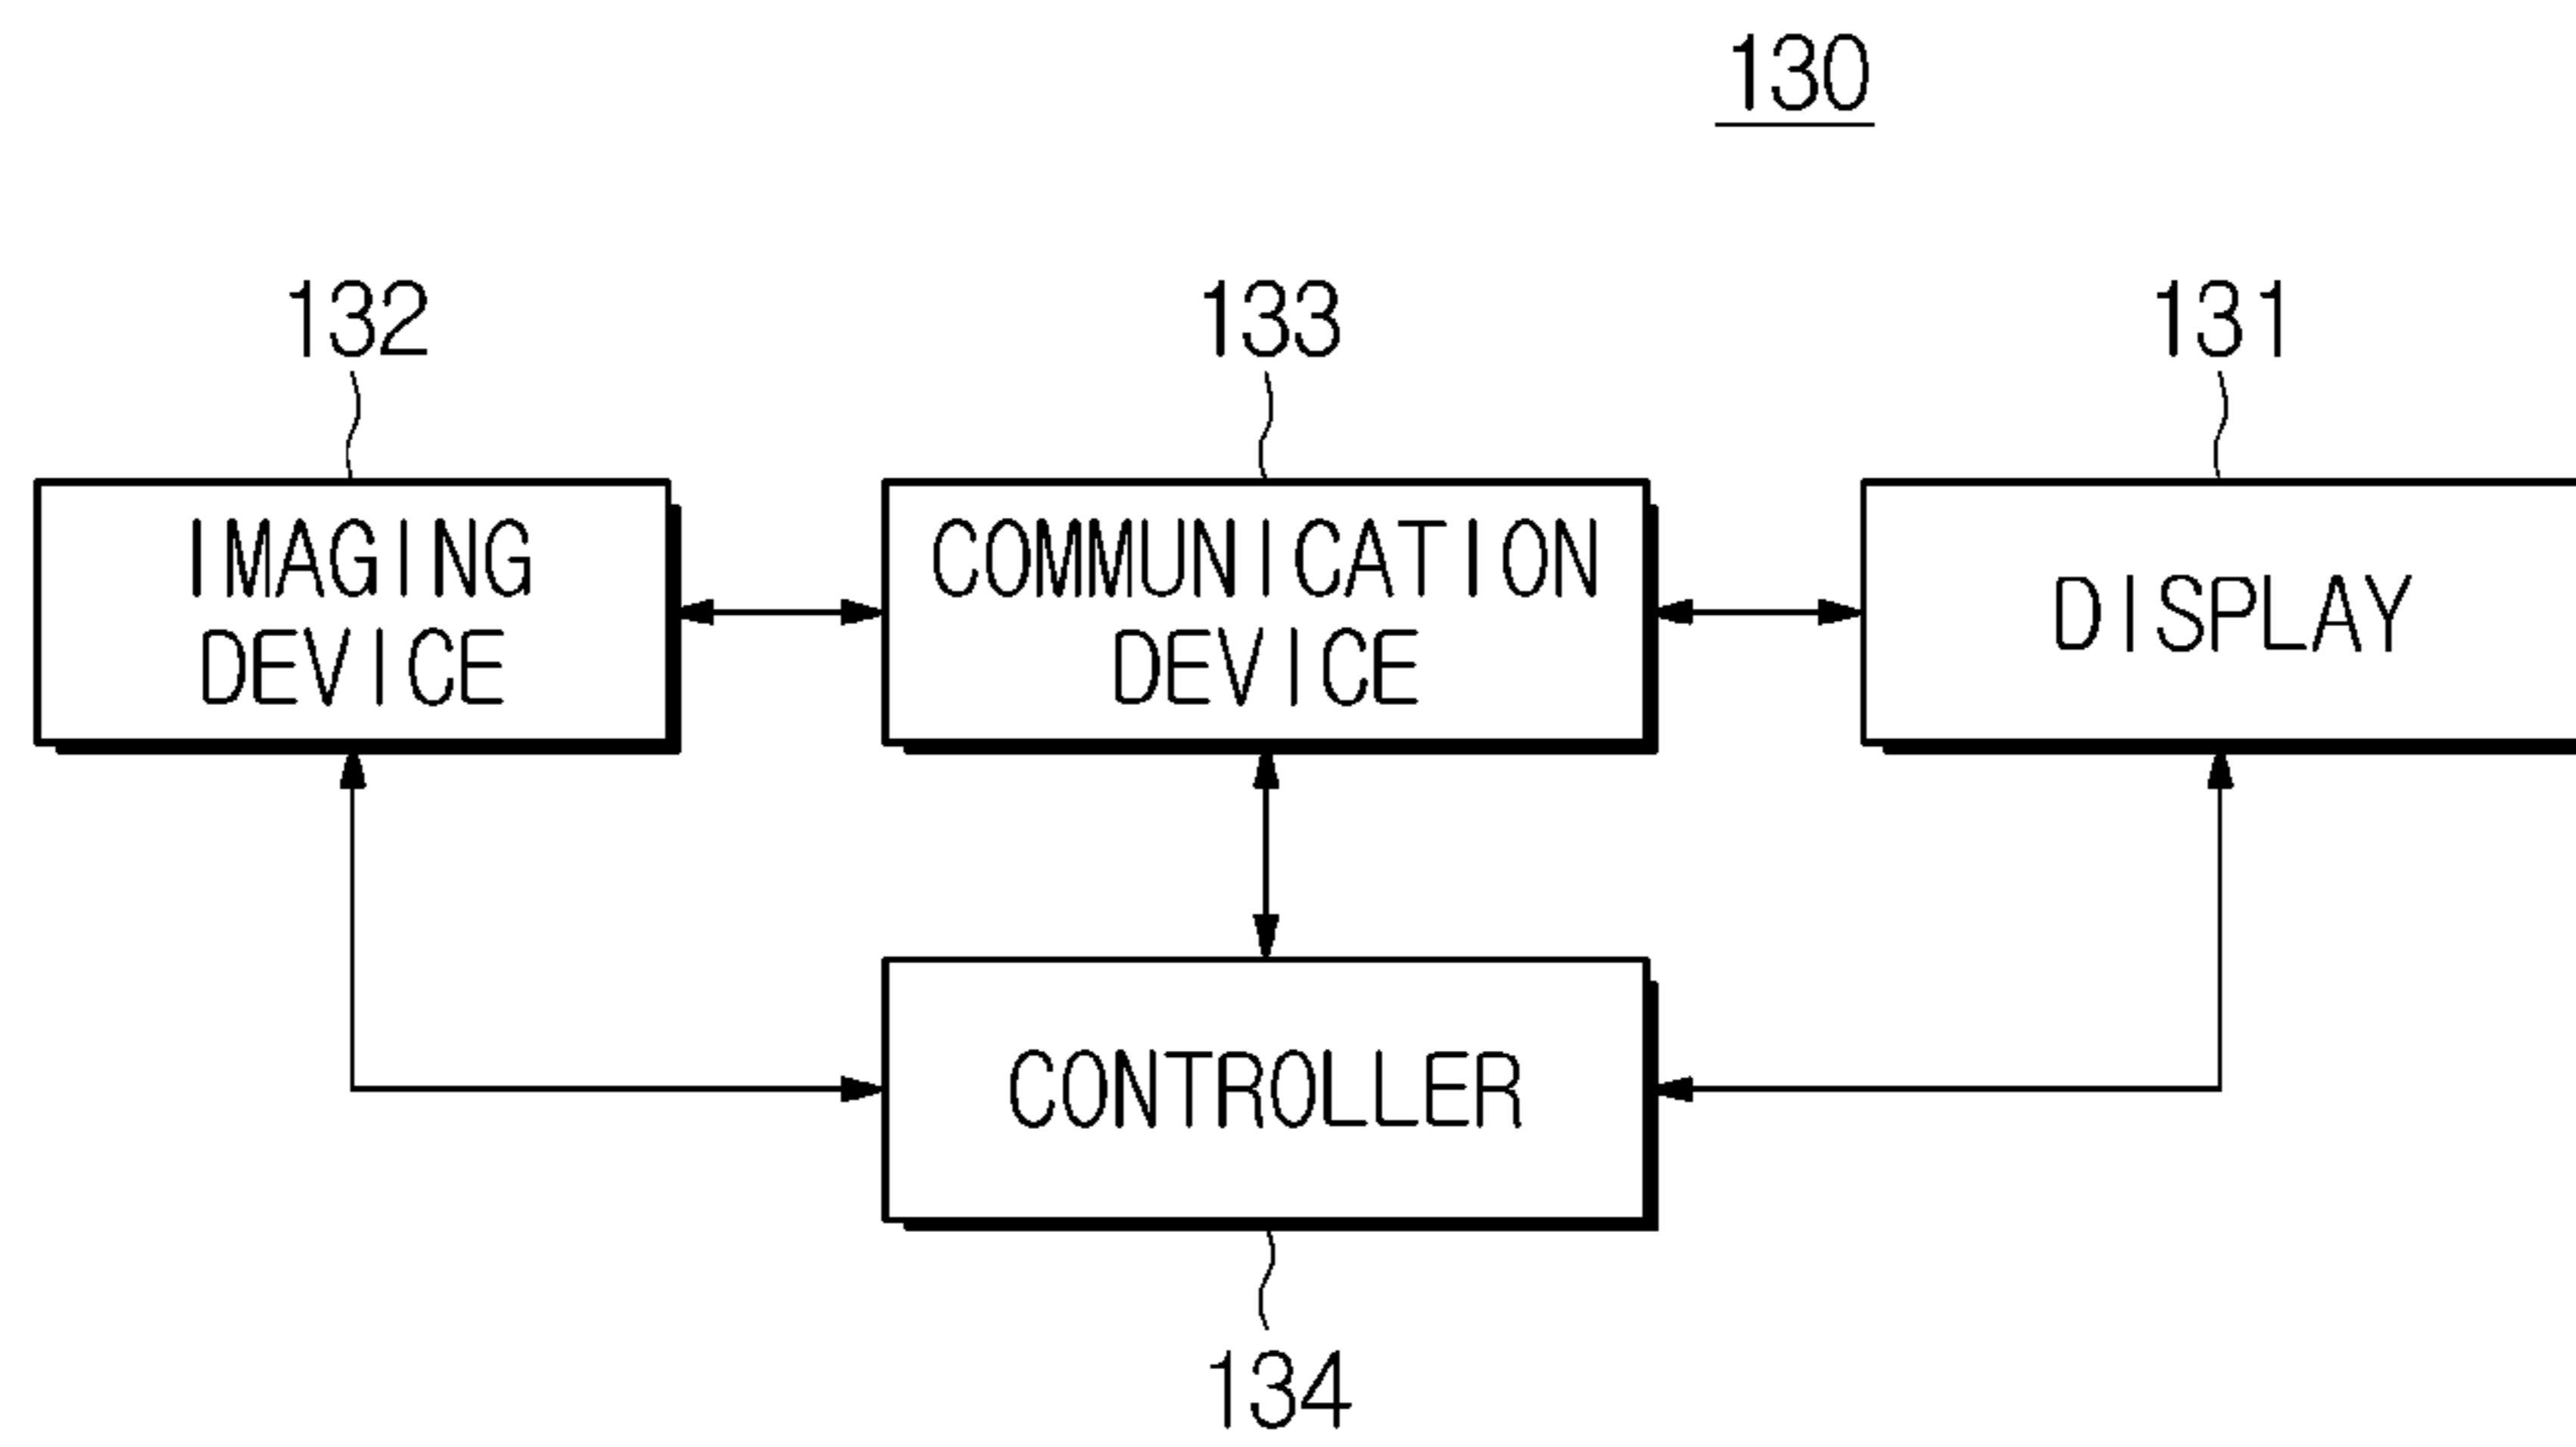 130
132
133
131
IMAGING
DEVICE
COMMUNICATION
DEVICE
DISPLAY
CONTROLLER
134